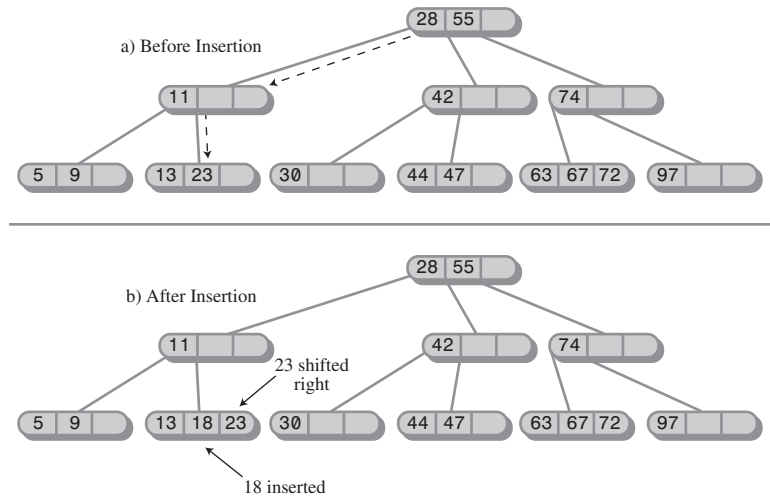 28 55
a) Before Insertion
11
42
74
5 9
13 23
30
44 47
63 67 72
97
28 55
b) After Insertion
11
42
74
23 shifted
right
5 9
13 18 23
30
44 47
63 67 72
97
18 inserted